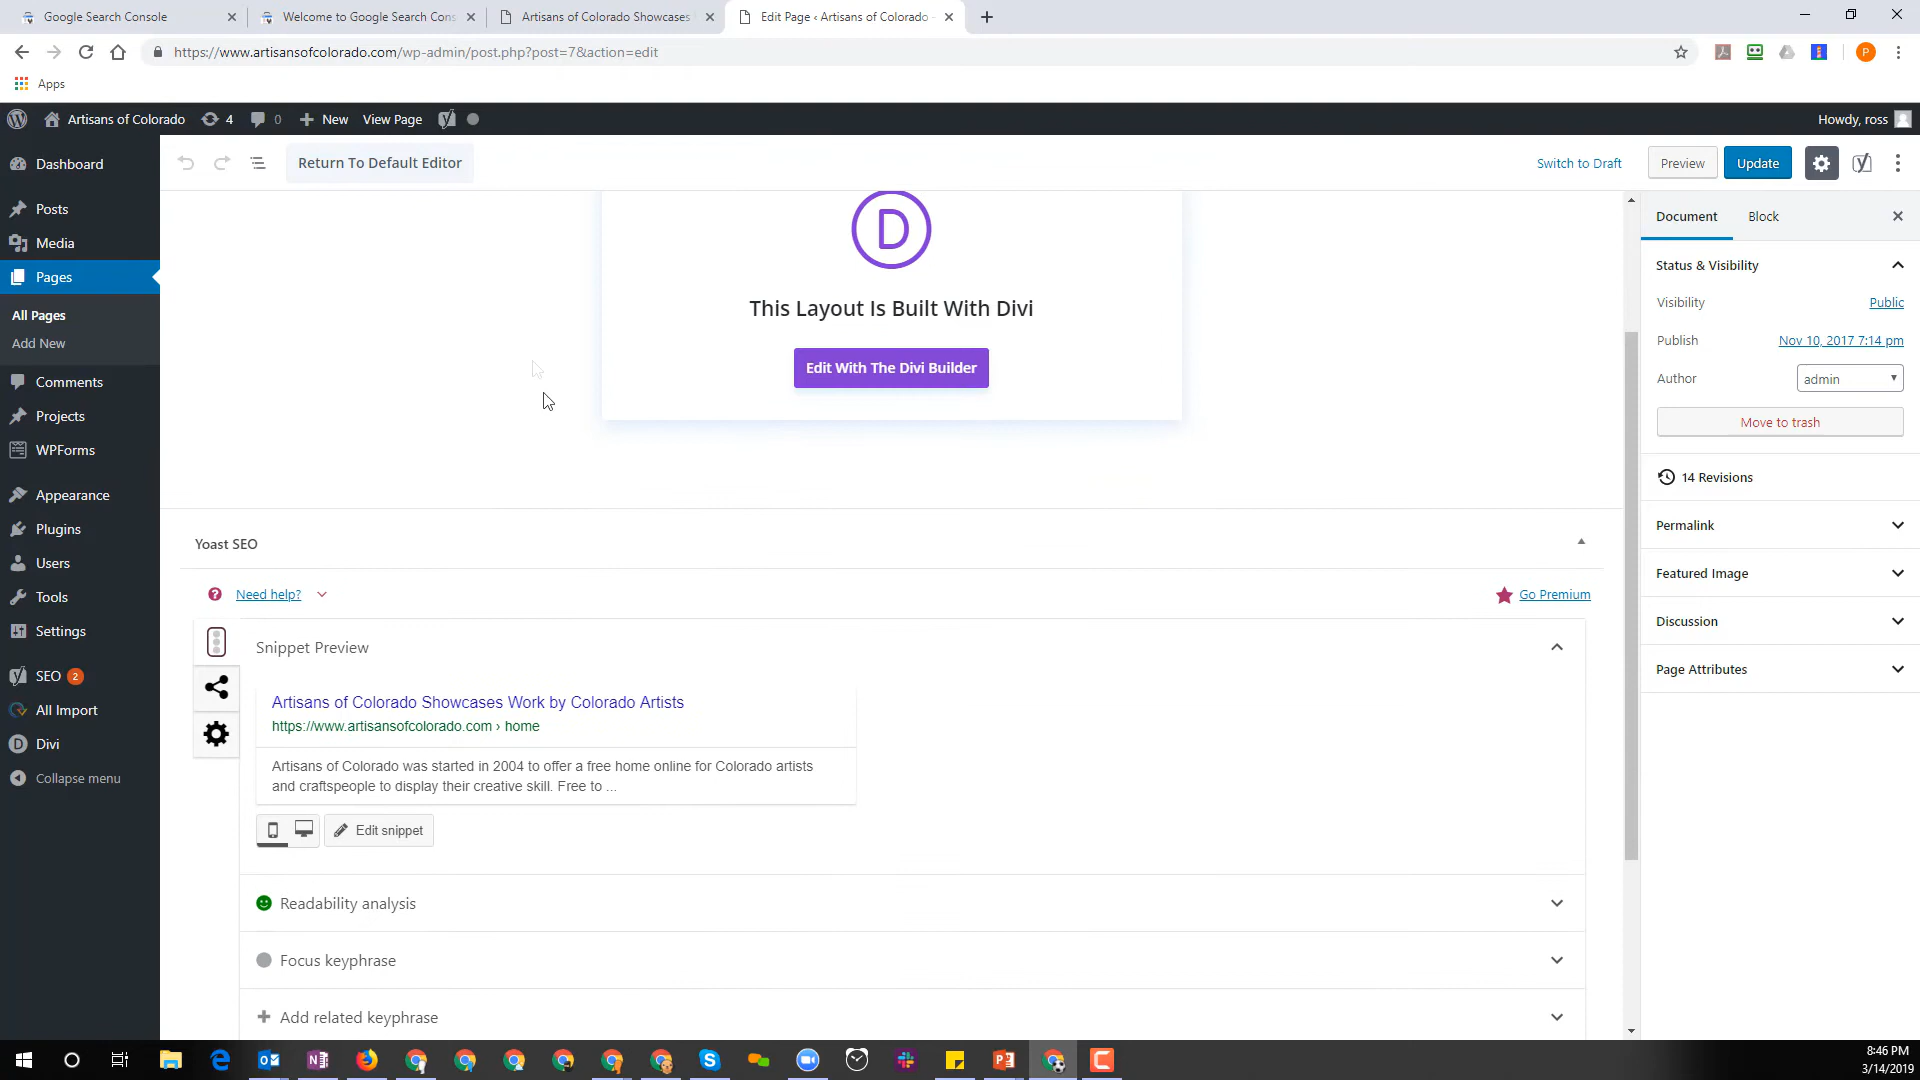 Google Search Console
Welcome to Google Search Cons
Artisans of Colorado Showcases
Edit Page ‹ Artisans of Colorado -
https://www.artisansofcolorado.com/wp-admin/post.php?post=7&action=edit
P
Apps
Artisans of Colorado
4
0
New
View Page
Howdy, ross
Dashboard
Posts
Media
Pages
All Pages
Add New
Comments
Projects
WPForms
Appearance
Plugins
Users
Tools
Settings
SEO 2
All Import
Divi
Collapse menu
Return To Default Editor
Switch to Draft
Preview
Update
D
This Layout Is Built With Divi
Edit With The Divi Builder
Yoast SEO
Need help?
Go Premium
Snippet Preview
Artisans of Colorado Showcases Work by Colorado Artists
https://www.artisansofcolorado.com › home
Artisans of Colorado was started in 2004 to offer a free home online for Colorado artists
and craftspeople to display their creative skill. Free to ...
Edit snippet
Readability analysis
Focus keyphrase
Add related keyphrase
Document
Block
Status & Visibility
Visibility
Public
Publish
Nov 10, 2017 7:14 pm
Author
admin
Move to trash
14 Revisions
Permalink
Featured Image
Discussion
Page Attributes
8:46 PM
3/14/2019